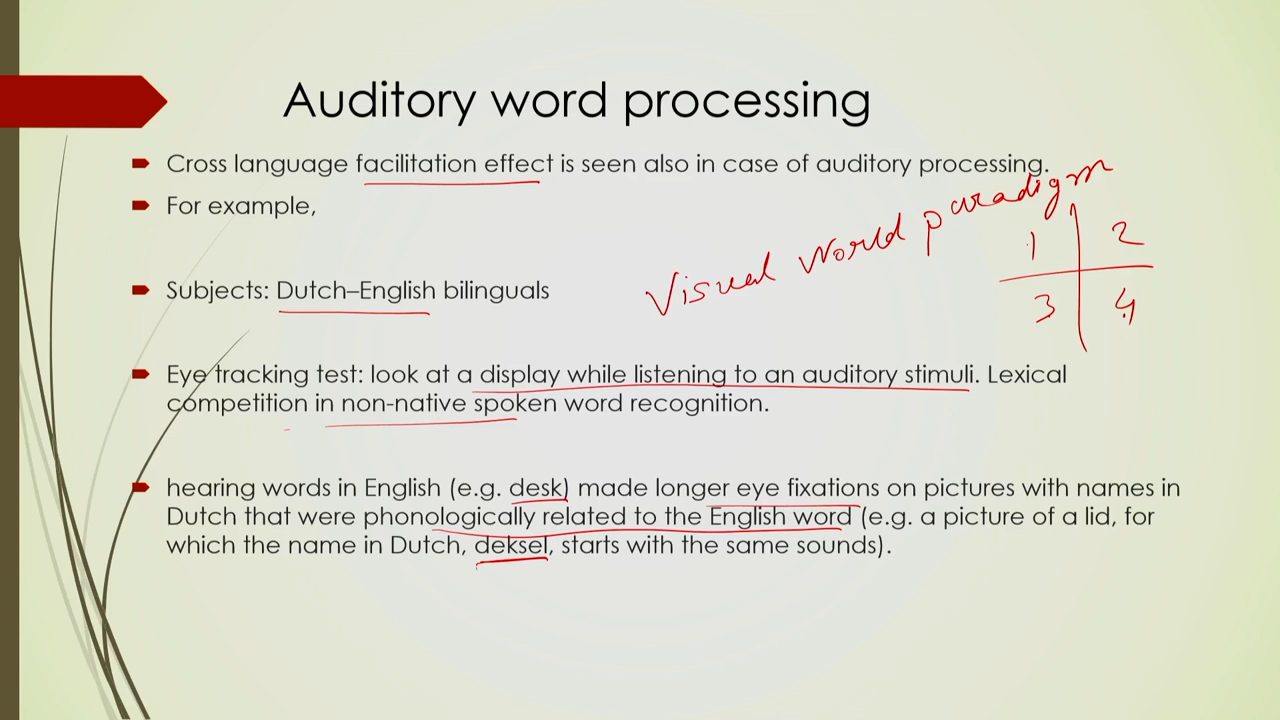 Auditory word processing
Cross language facilitation effect is seen also in case of auditory processing.
For example,
Visual World paradigm
1 2
3 4
Subjects: Dutch–English bilinguals
Eye tracking test: look at a display while listening to an auditory stimuli. Lexical
competition in non-native spoken word recognition.
hearing words in English (e.g. desk) made longer eye fixations on pictures with names in
Dutch that were phonologically related to the English word (e.g. a picture of a lid, for
which the name in Dutch, deksel, starts with the same sounds).